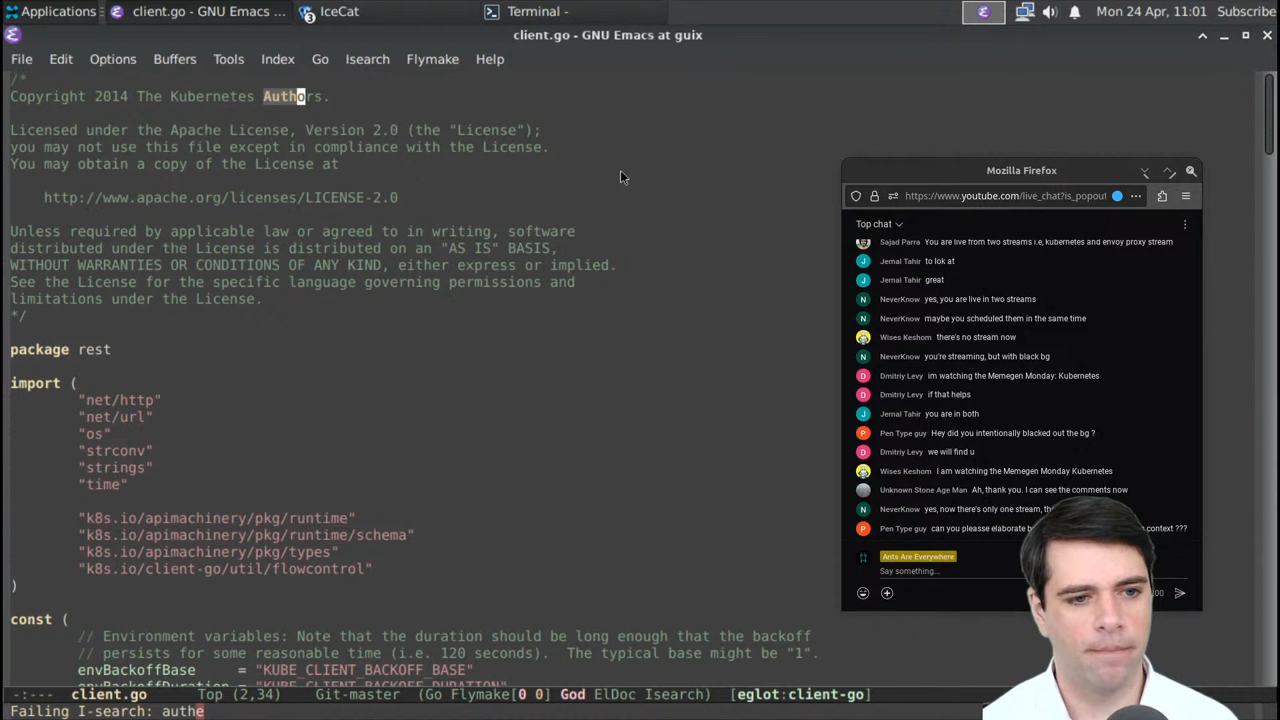 Applications
client.go - GNU Emacs ...
3
IceCat
Terminal -
Mon 24 Apr, 11:01
Subscribe
client.go - GNU Emacs at guix
File Edit Options Buffers Tools Index Go Isearch Flymake Help
/*
Copyright 2014 The Kubernetes Authors.
Licensed under the Apache License, Version 2.0 (the "License");
you may not use this file except in compliance with the License.
You may obtain a copy of the License at
http://www.apache.org/licenses/LICENSE-2.0
Unless required by applicable law or agreed to in writing, software
distributed under the License is distributed on an "AS IS" BASIS,
WITHOUT WARRANTIES OR CONDITIONS OF ANY KIND, either express or implied.
See the License for the specific language governing permissions and
limitations under the License.
*/
package rest
import (
"net/http"
"net/url"
"os"
"strconv"
"strings"
"time"
"k8s.io/apimachinery/pkg/runtime"
"k8s.io/apimachinery/pkg/runtime/schema"
"k8s.io/apimachinery/pkg/types"
"k8s.io/client-go/util/flowcontrol"
)
const (
// Environment variables: Note that the duration should be long enough that the backoff
// persists for some reasonable time (i.e. 120 seconds).  The typical base might be "1".
envBackoffBase     = "KUBE_CLIENT_BACKOFF_BASE"
envBackoffDuration = "KUBE_CLIENT_BACKOFF_DURATION"
-:--- client.go Top (2,34) Git-master (Go Flymake[0 0] God ElDoc Isearch) [eglot:client-go]
Failing I-search: authe
Mozilla Firefox
https://www.youtube.com/live_chat?is_popout
Top chat
Sajad Parra You are live from two streams i.e, kubernetes and envoy proxy stream
J Jemal Tahir to lok at
J Jemal Tahir great
N NeverKnow yes, you are live in two streams
N NeverKnow maybe you scheduled them in the same time
Wises Keshom there's no stream now
N NeverKnow you're streaming, but with black bg
D Dmitriy Levy im watching the Memegen Monday: Kubernetes
D Dmitriy Levy if that helps
J Jemal Tahir you are in both
P Pen Type guy Hey did you intentionally blacked out the bg ?
D Dmitriy Levy we will find u
Wises Keshom I am watching the Memegen Monday Kubernetes
Unknown Stone Age Man Ah, thank you. I can see the comments now
N NeverKnow yes, now there's only one stream,
P Pen Type guy can you pleasse elaborate context ???
Ants Are Everywhere
Say something...